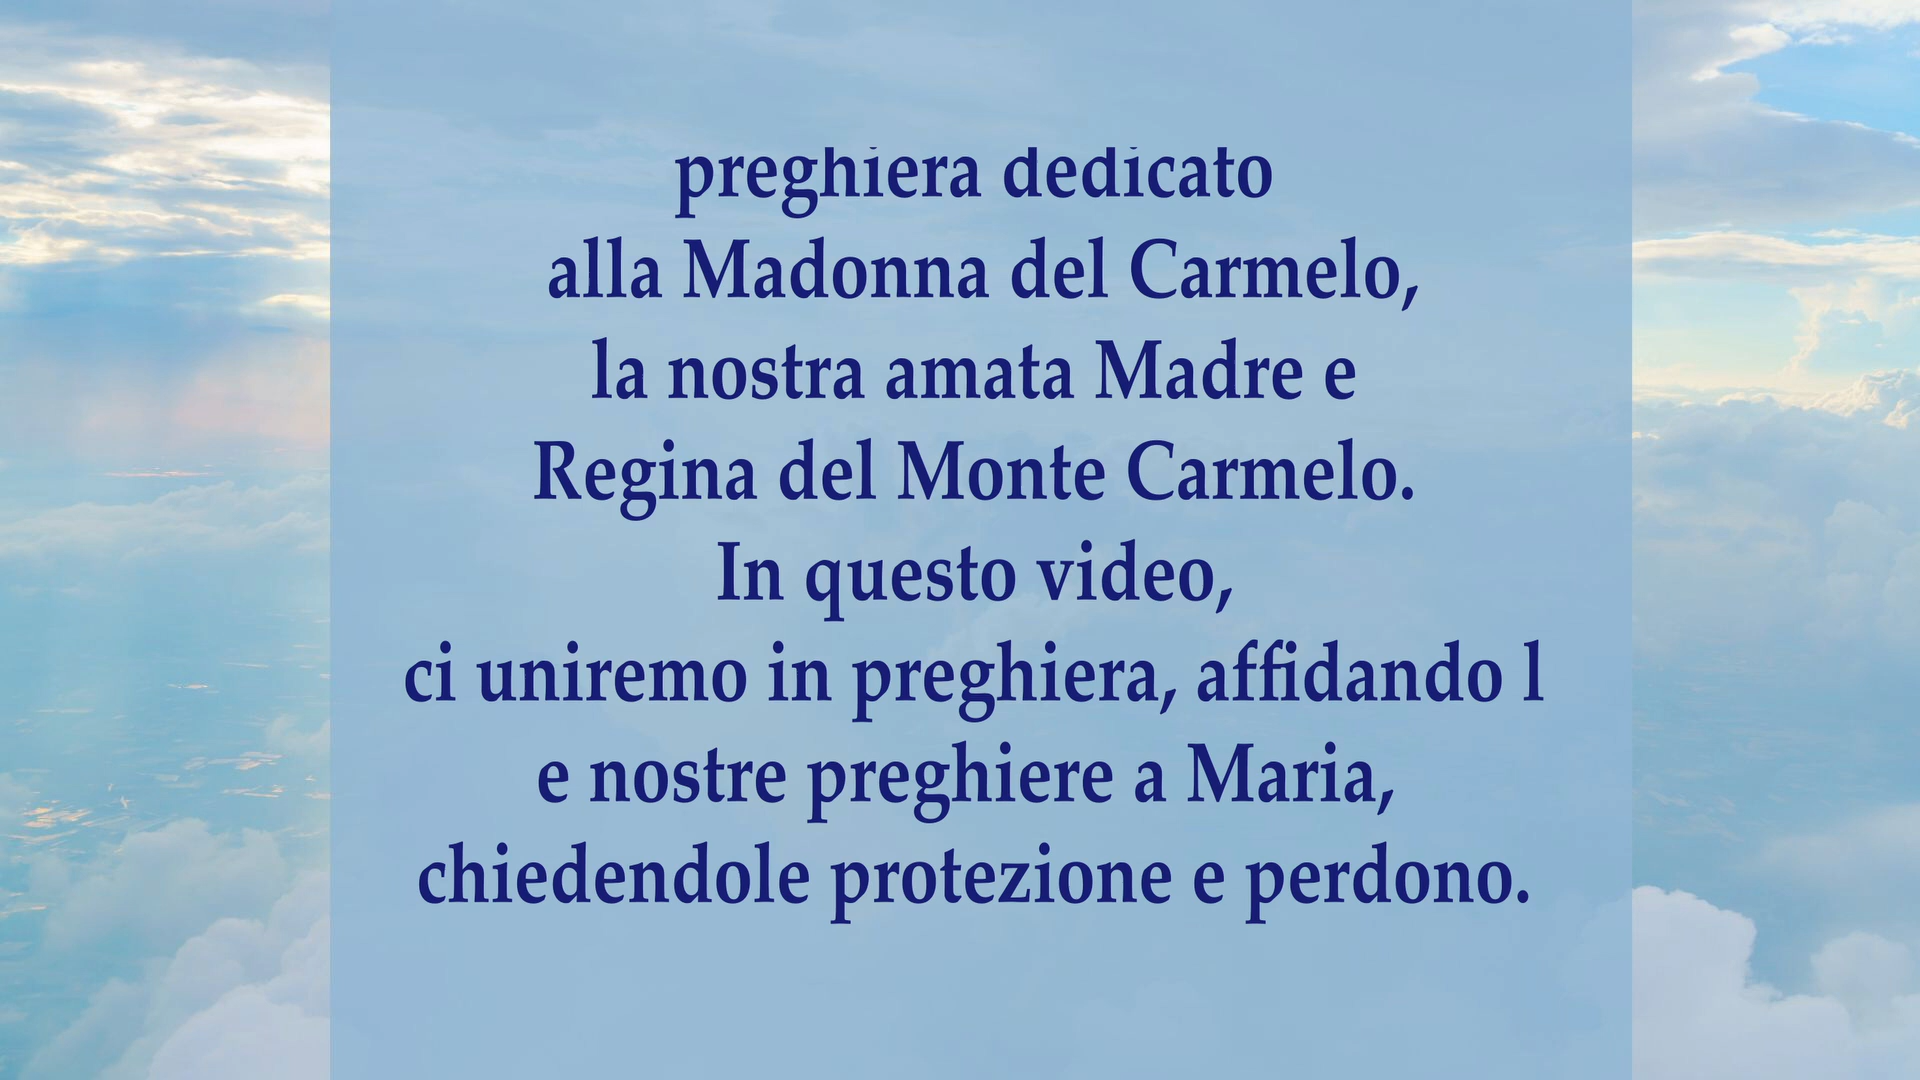 preghiera dedicato
alla Madonna del Carmelo,
la nostra amata Madre e
Regina del Monte Carmelo.
In questo video,
ci uniremo in preghiera, affidando l
e nostre preghiere a Maria,
chiedendole protezione e perdono.